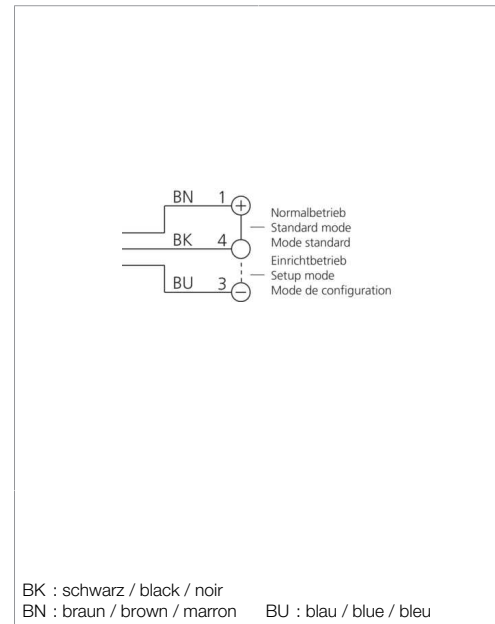 BN 1
Normalbetrieb
Standard mode
BK 4 Mode standard
Einrichtbetrieb
Setup mode
BU 3 Mode de configuration
BK : schwarz / black / noir
BN : braun / brown / marron BU : blau / blue / bleu